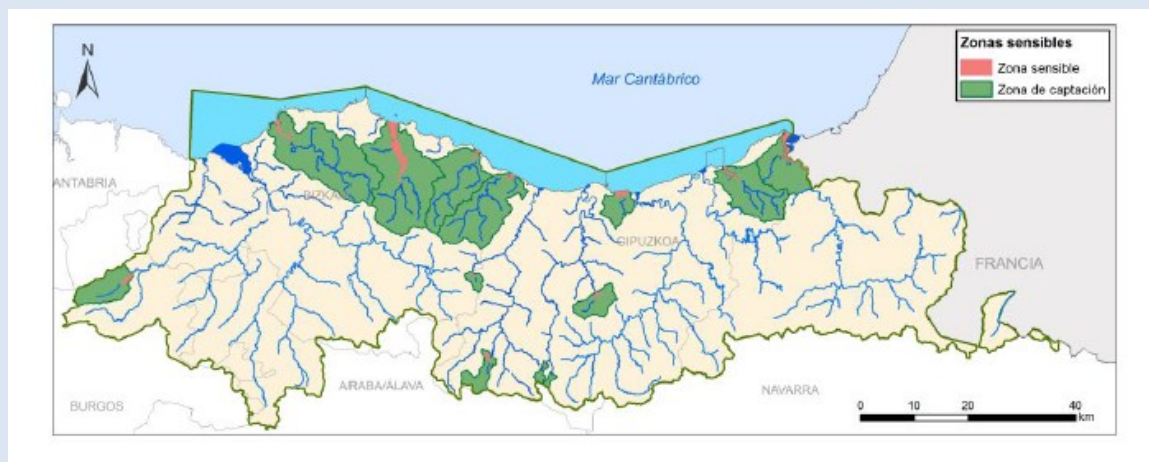 N
Mar Cantábrico
Zonas sensibles
Zona sensible
Zona de captación
ANTABRIA
BIZKA
GIPUZKOA
FRANCIA
ARABA/ÁLAVA
NAVARRA
BURGOS
0 10 20 40
km